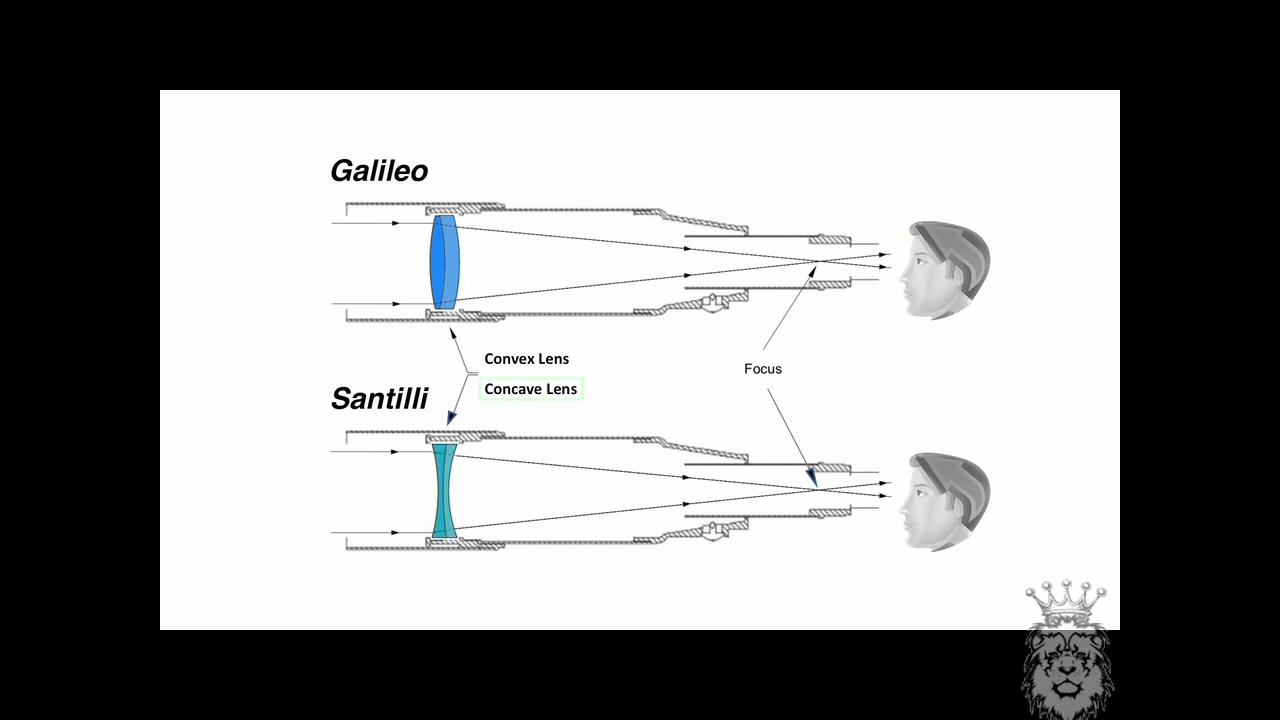 Galileo
Convex Lens
Focus
Concave Lens
Santilli